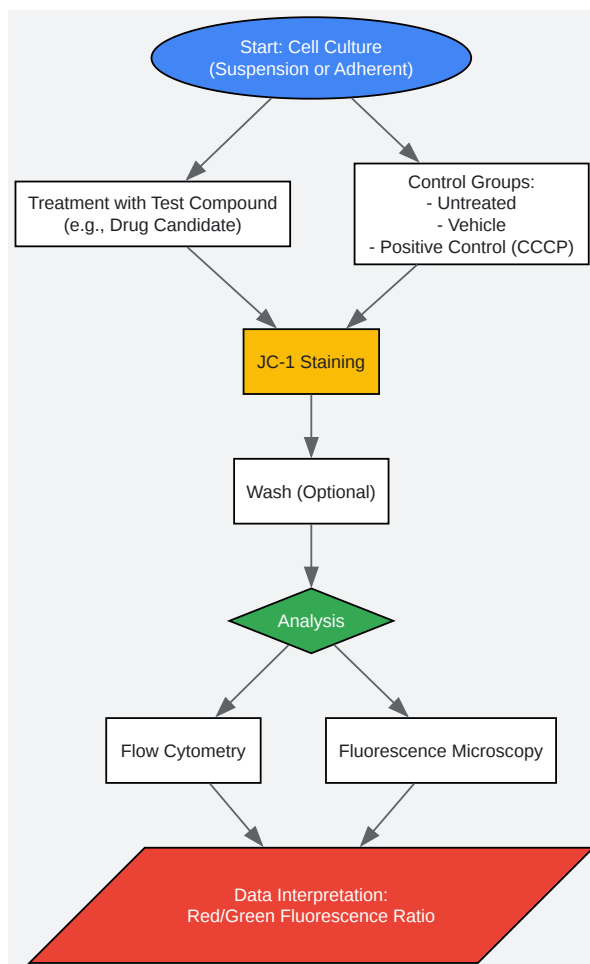 Start: Cell Culture
(Suspension or Adherent)
Treatment with Test Compound
(e.g., Drug Candidate)
Control Groups:
- Untreated
- Vehicle
- Positive Control (CCCP)
JC-1 Staining
Wash (Optional)
Analysis
Flow Cytometry
Fluorescence Microscopy
Data Interpretation:
Red/Green Fluorescence Ratio